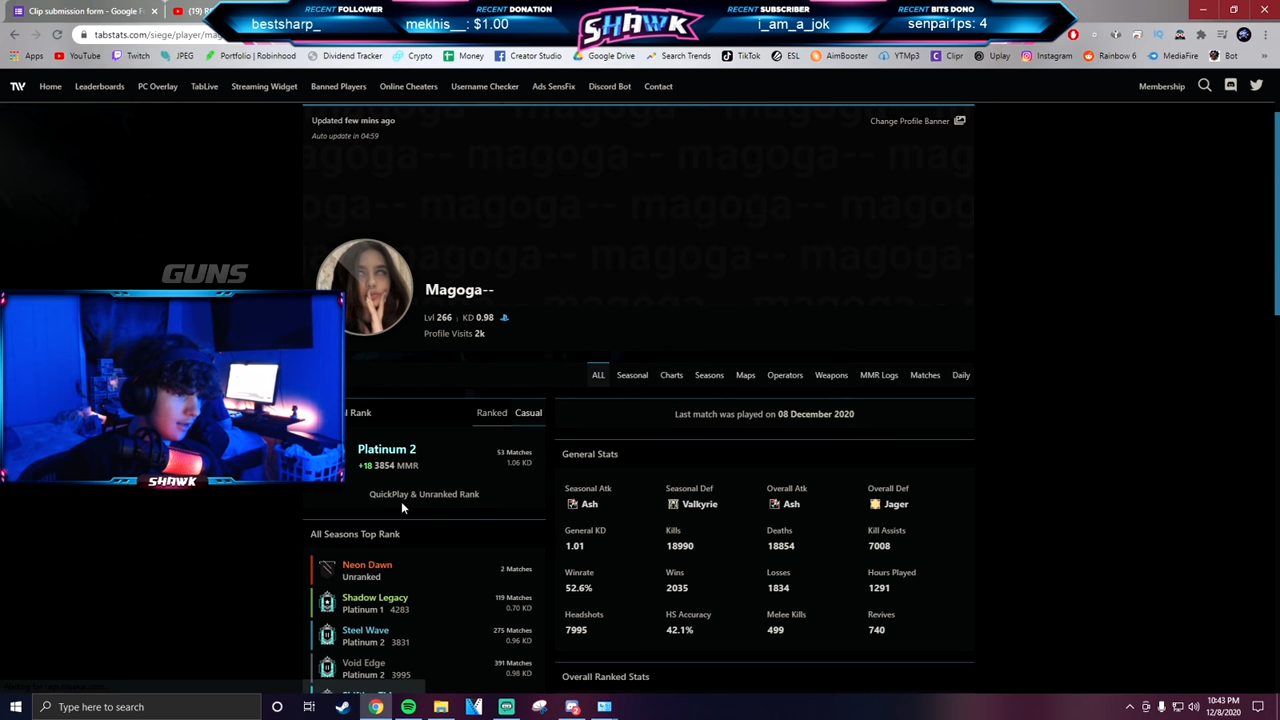 Clip submission form - Google F
RECENT FOLLOWER
bestsharp_
RECENT DONATION
mekhis__: $1.00
SHAWK
RECENT SUBSCRIBER
i_am_a_jok
RECENT BITS DONO
senpai1ps: 4
tabstats.com/siege/player/mag
Apps
YouTube
Twitch
Gmail
Portfolio | Robinhood
Dividend Tracker
Crypto
Money
Creator Studio
Google Drive
Search Trends
TikTok
ESL
AimBooster
YTMP3
Clipr
Uplay
Instagram
Rainbow 6
MediaFire
Bot
Home
Leaderboards
PC Overlay
TabLive
Streaming Widget
Banned Players
Online Cheaters
Username Checker
Ads SensFix
Discord Bot
Contact
Membership
Updated few mins ago
Auto update in 04:59
Change Profile Banner
agoga-- magoga-- magoga-- m
oga-- magoga-- magoga-- mago
GUNS
Magoga--
Lvl 266 | KD 0.98
Profile Visits 2k
ALL
Seasonal
Charts
Seasons
Maps
Operators
Weapons
MMR Logs
Matches
Daily
l Rank
Ranked
Casual
Last match was played on 08 December 2020
Platinum 2
+18 3854 MMR
53 Matches
1.06 KD
QuickPlay & Unranked Rank
SHAWK
General Stats
Seasonal Atk
Ash
Seasonal Def
Valkyrie
Overall Atk
Ash
Overall Def
Jager
General KD
1.01
Kills
18990
Deaths
18854
Kill Assists
7008
Winrate
52.6%
Wins
2035
Losses
1834
Hours Played
1291
Headshots
7995
HS Accuracy
42.1%
Melee Kills
499
Revives
740
All Seasons Top Rank
Neon Dawn
Unranked
2 Matches
Shadow Legacy
Platinum 1 4283
119 Matches
0.70 KD
Steel Wave
Platinum 2 3831
275 Matches
0.96 KD
Void Edge
Platinum 2 3995
391 Matches
0.98 KD
Overall Ranked Stats
Type here to search
10:43 PM
12/8/2020